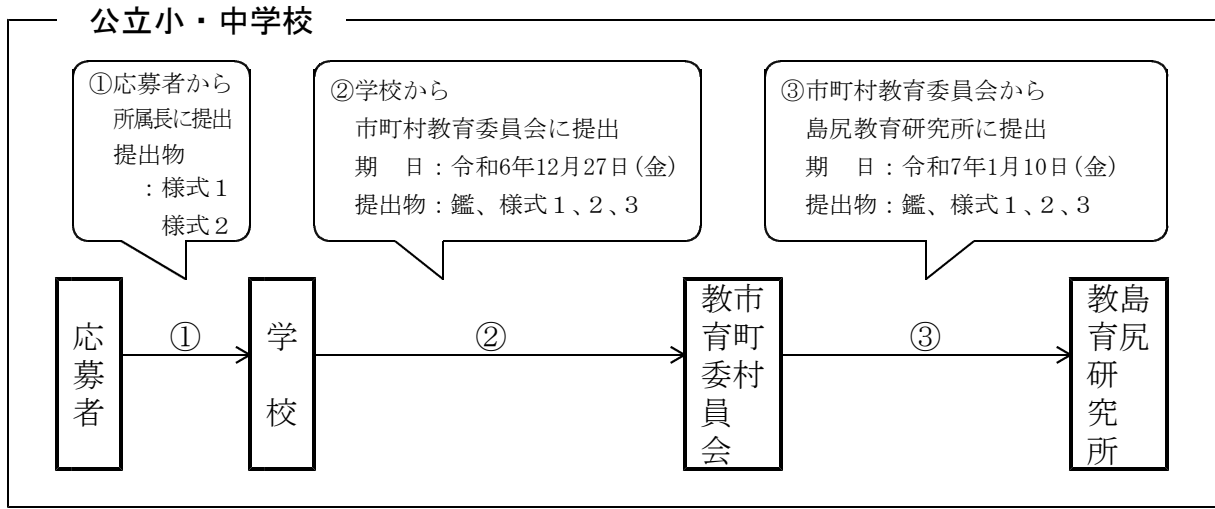 公立小・中学校
①応募者から
所属長に提出
提出物
：様式１
様式２
②学校から
市町村教育委員会に提出
期　日：令和6年12月27日(金)
提出物：鑑、様式１、２、３
③市町村教育委員会から
島尻教育研究所に提出
期　日：令和7年1月10日(金)
提出物：鑑、様式１、２、３
応募者
①
学校
②
市町村
教育委員会
③
島尻
教育研究所